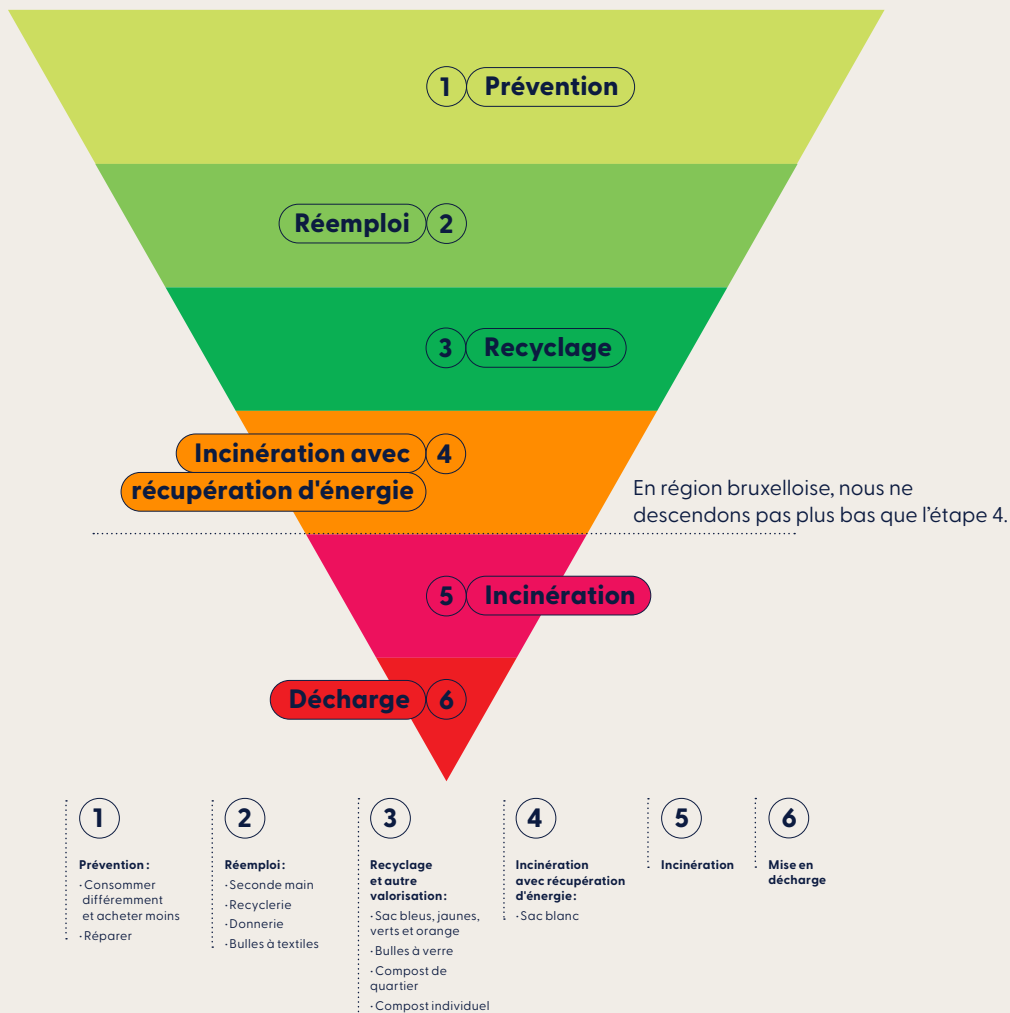 1 Prévention
Réemploi 2
3 Recyclage
Incinération avec 4
récupération d'énergie
En région bruxelloise, nous ne
descendons pas plus bas que l'étape 4.
5 Incinération
Décharge 6
1
Prévention :
· Consommer
différemment
et acheter moins
· Réparer
2
Réemploi :
· Seconde main
· Recyclerie
· Donnerie
· Bulles à textiles
3
Recyclage
et autre
valorisation :
· Sac bleus, jaunes,
verts et orange
· Bulles à verre
· Compost de
quartier
· Compost individuel
4
Incinération
avec récupération
d'énergie :
· Sac blanc
5
Incinération
6
Mise en
décharge